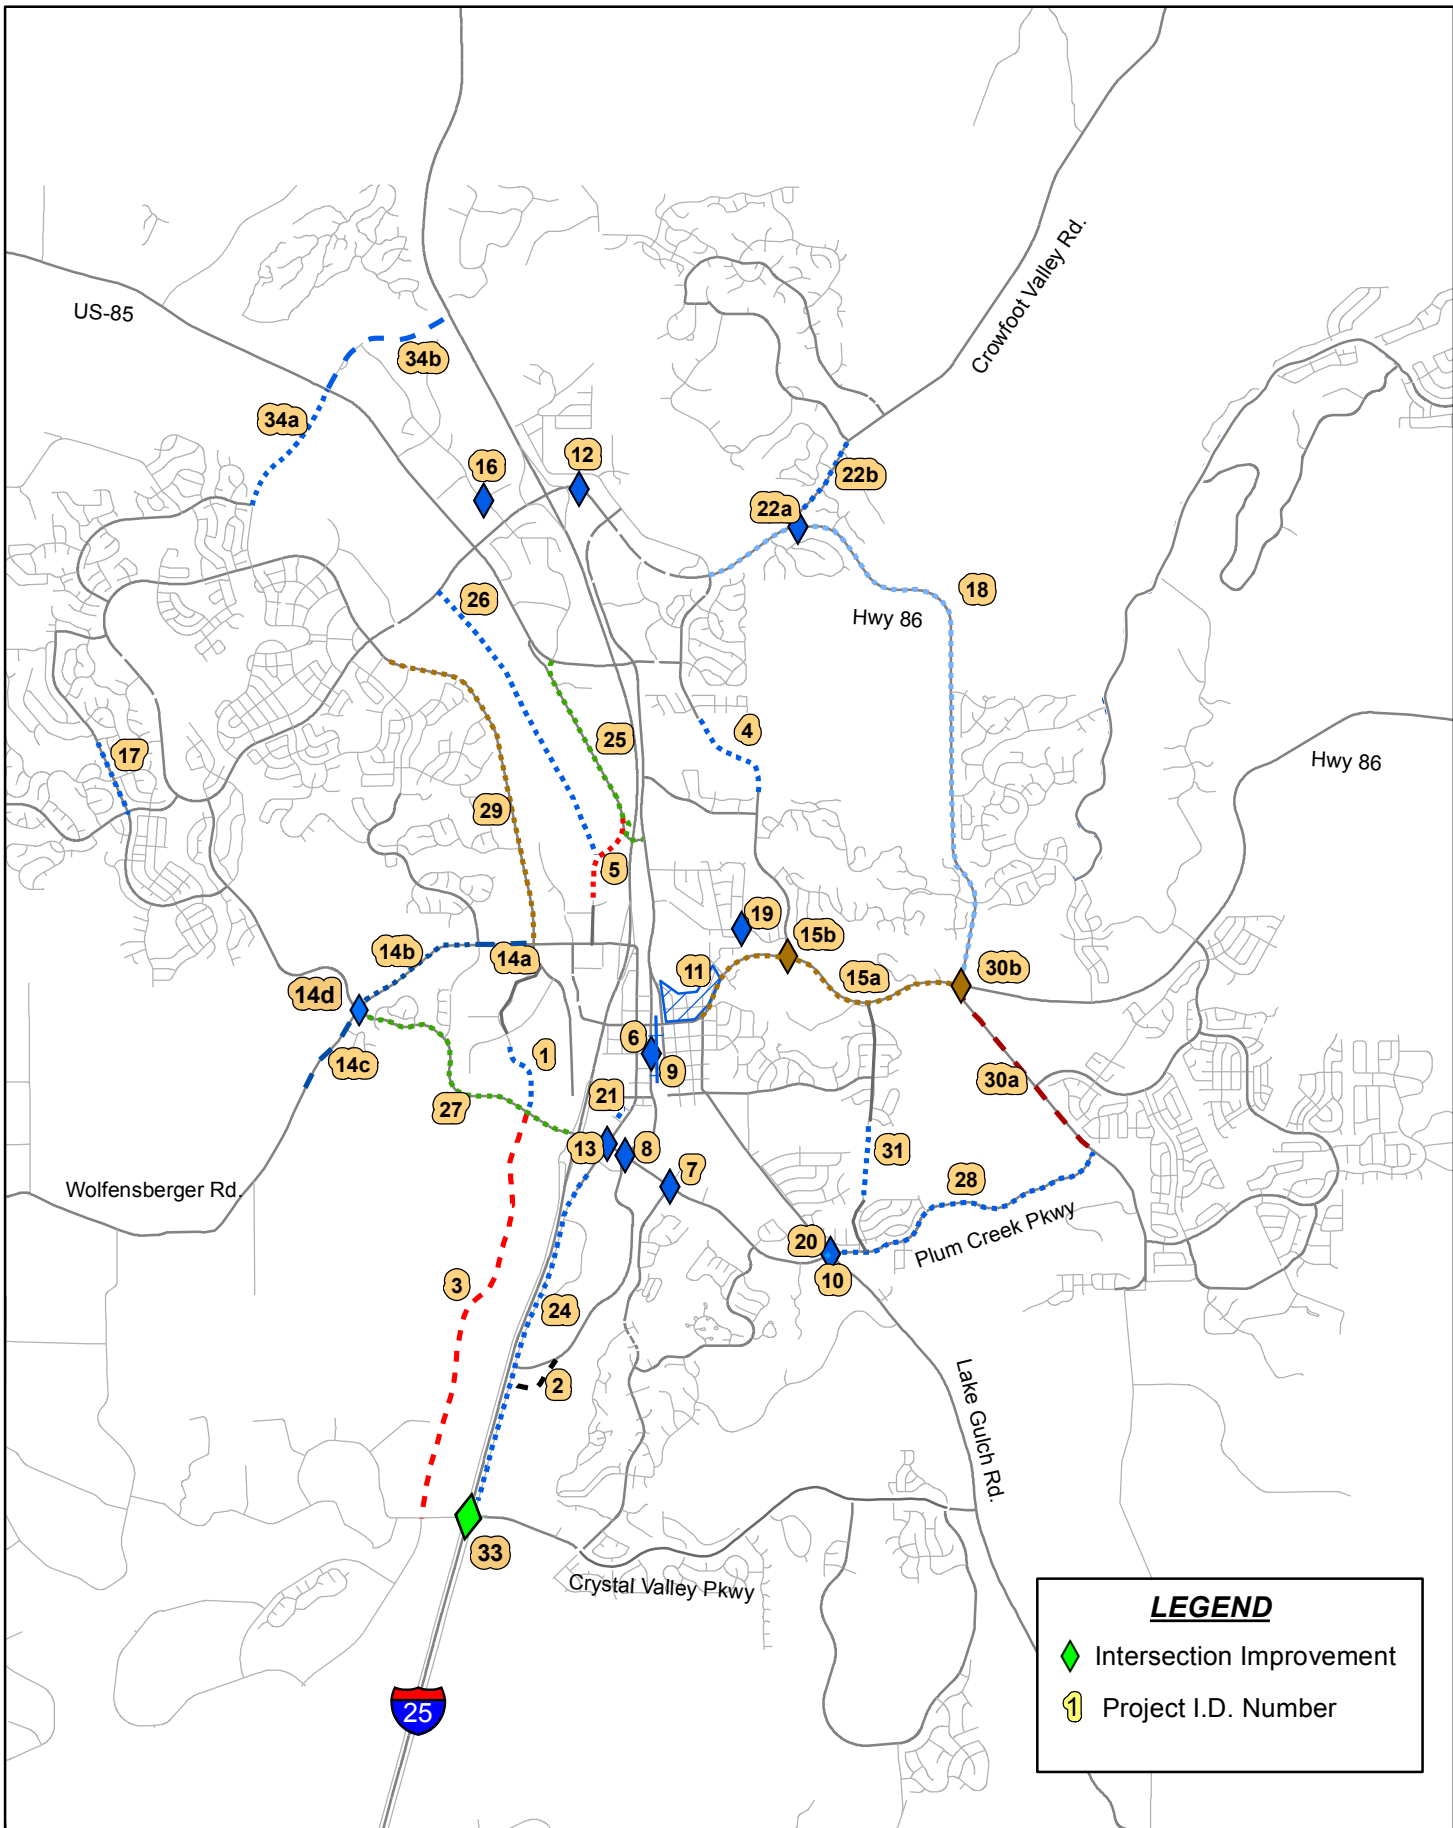 Crowfoot Valley Rd.
US-85
34b
34a
12
16
22b
22a
18
26
Hwy 86
4
25
17
Hwy 86
29
5
19
15b
14b
14a
11
15a
30b
14d
6
1
14c
9
30a
21
27
13
8
31
7
28
Wolfensberger Rd.
Plum Creek Pkwy
20
10
3
24
2
Lake Gulch Rd.
33
Crystal Valley Pkwy
LEGEND
Intersection Improvement
1 Project I.D. Number
25